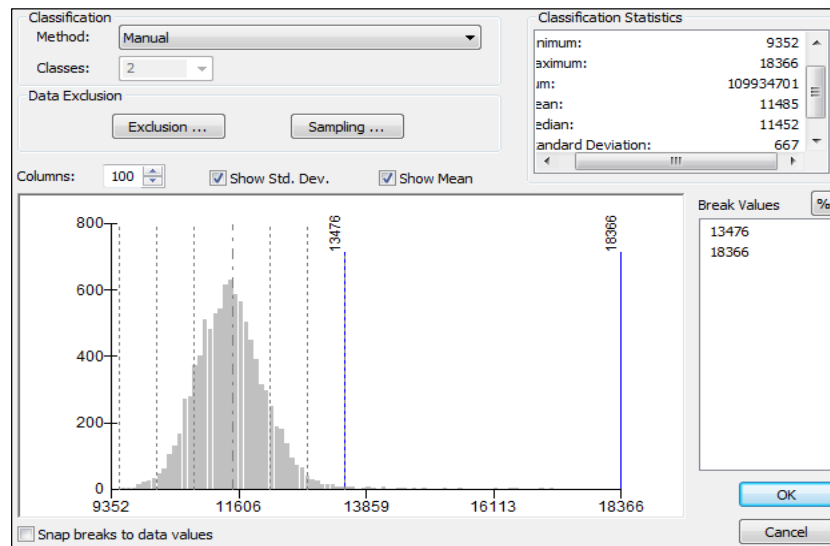 Classification
Method: Manual
Classes: 2
Data Exclusion
Exclusion ...
Sampling ...
Classification Statistics
nimum: 9352
aximum: 18366
um: 109934701
ean: 11485
edian: 11452
andard Deviation: 667
Columns: 100 Show Std. Dev. Show Mean
Break Values %
13476
18366
13476
18366
800
600
400
200
0
9352 11606 13859 16113 18366
Snap breaks to data values
OK
Cancel